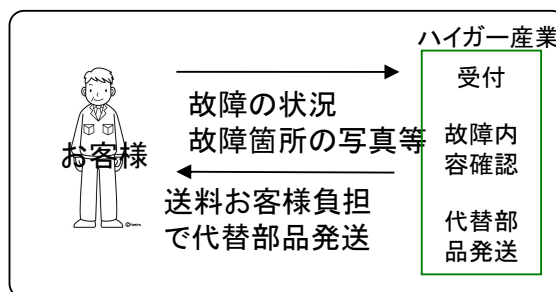 ハイガー産業
受付
故障の状況
故障箇所の写真等
故障内
容確認
お客様
送料お客様負担
で代替部品発送
代替部
品発送